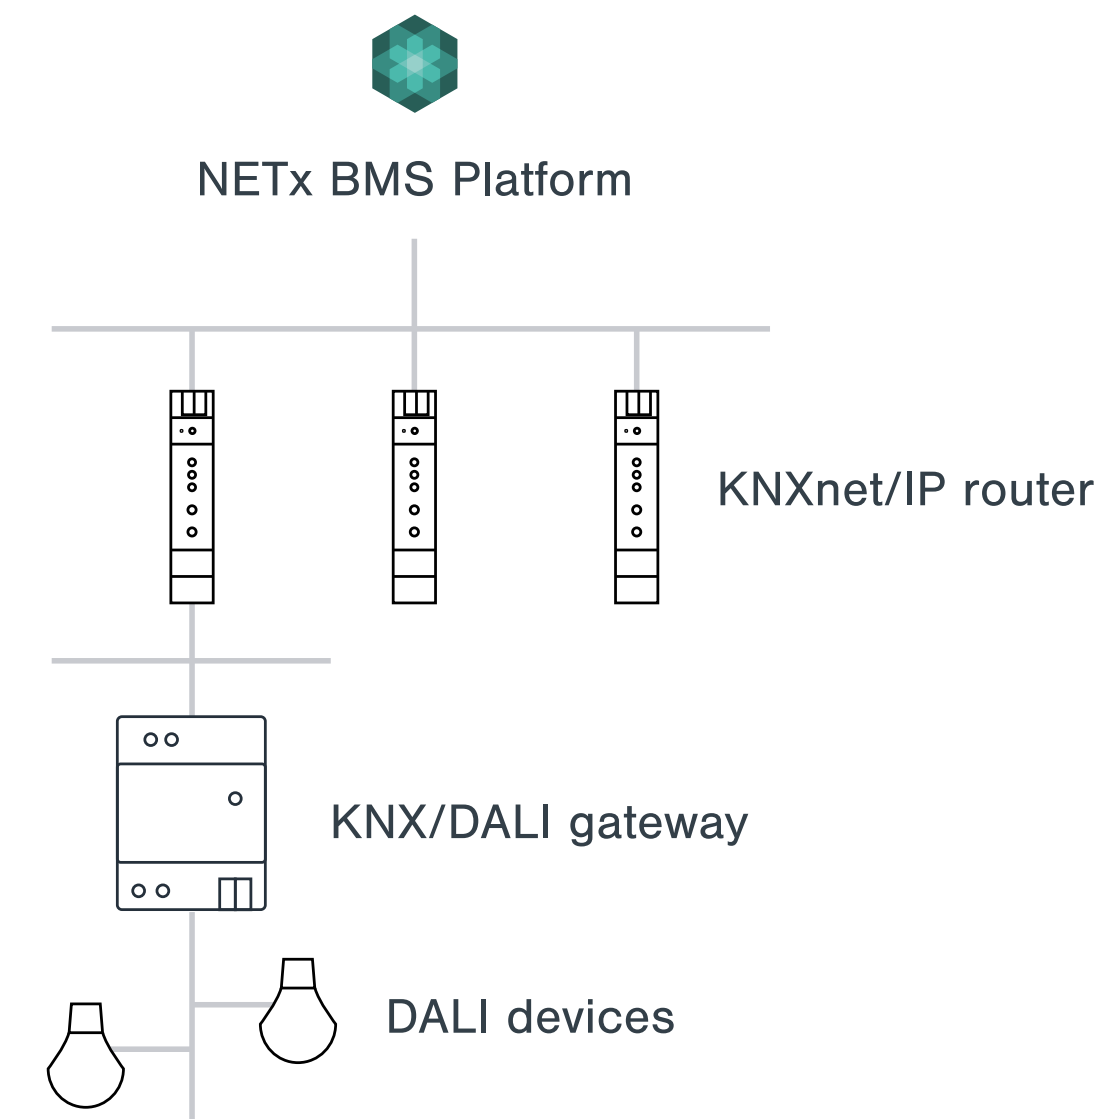 NETx BMS Platform
KNXnet/IP router
KNX/DALI gateway
DALI devices